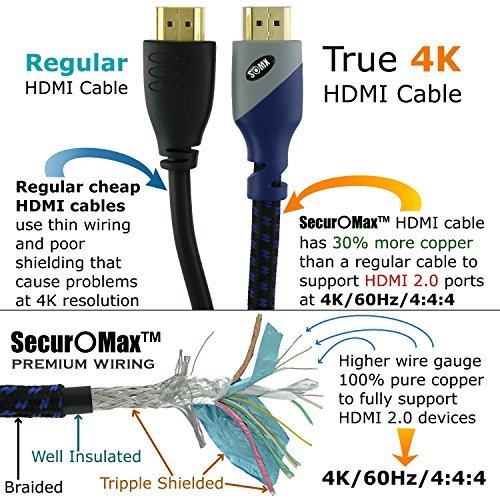 Regular
HDMI Cable
SOMX
True 4K
HDMI Cable
Regular cheap
HDMI cables
use thin wiring
and poor
shielding that
cause problems
at 4K resolution
SecurOMax™ HDMI cable
has 30% more copper
than a regular cable to
support HDMI 2.0 ports
at 4K/60Hz/4:4:4
SecurOMax™
PREMIUM WIRING
Higher wire gauge
100% pure copper
to fully support
HDMI 2.0 devices
4K/60Hz/4:4:4
Well Insulated
Tripple Shielded
Braided